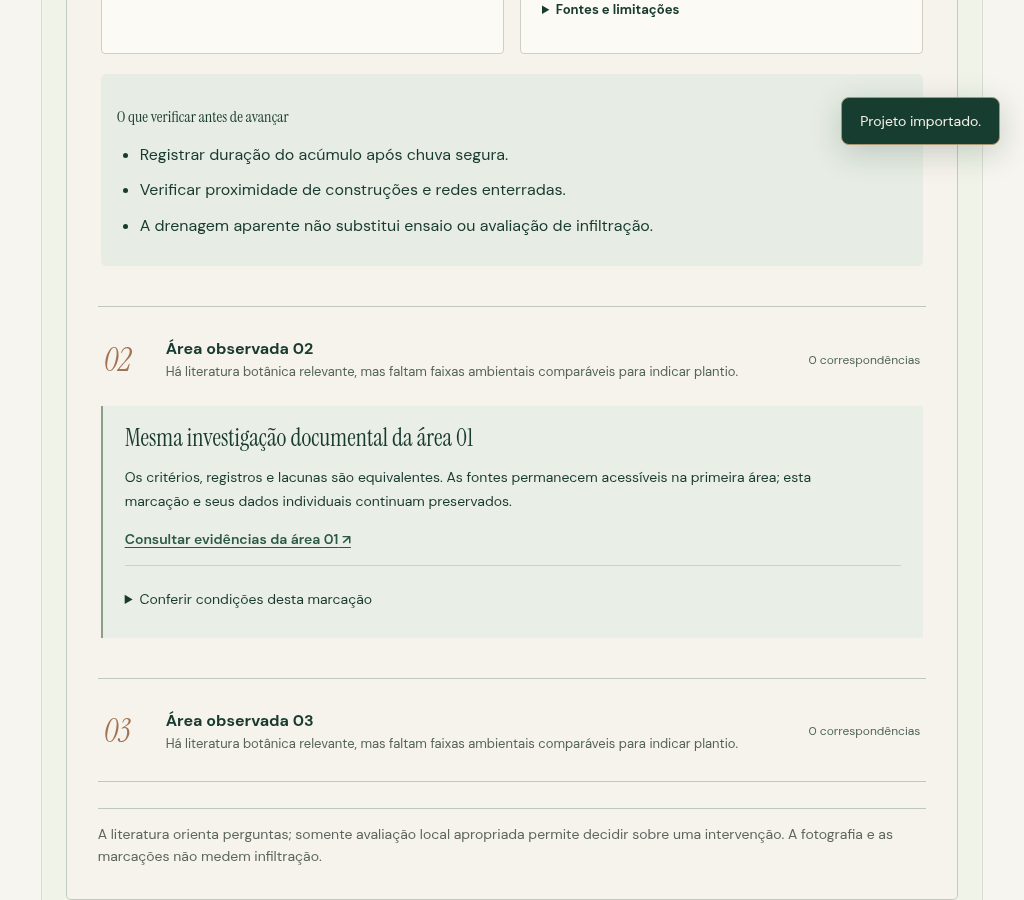 ▶ Fontes e limitações
Projeto importado.
O que verificar antes de avançar
• Registrar duração do acúmulo após chuva segura.
• Verificar proximidade de construções e redes enterradas.
• A drenagem aparente não substitui ensaio ou avaliação de infiltração.
02
Área observada 02
Há literatura botânica relevante, mas faltam faixas ambientais comparáveis para indicar plantio.
0 correspondências
Mesma investigação documental da área 01
Os critérios, registros e lacunas são equivalentes. As fontes permanecem acessíveis na primeira área; esta
marcação e seus dados individuais continuam preservados.
Consultar evidências da área 01 ↗
▶ Conferir condições desta marcação
03
Área observada 03
Há literatura botânica relevante, mas faltam faixas ambientais comparáveis para indicar plantio.
0 correspondências
A literatura orienta perguntas; somente avaliação local apropriada permite decidir sobre uma intervenção. A fotografia e as
marcações não medem infiltração.